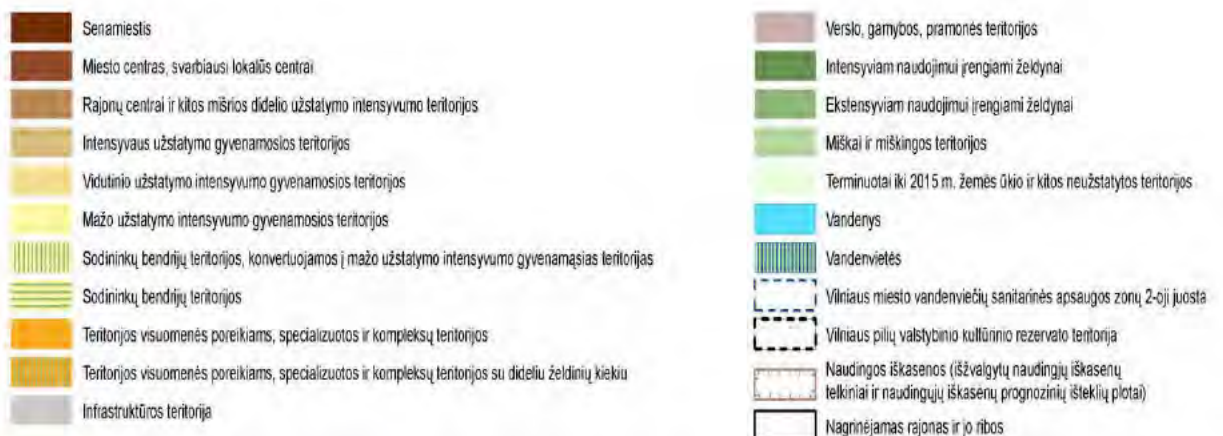 Senamiestis
Miesto centras, svarbiausi lokalūs centrai
Rajonų centrai ir kitos mišrios didelio užstatymo intensyvumo teritorijos
Intensyvaus užstatymo gyvenamosios teritorijos
Vidutinio užstatymo intensyvumo gyvenamosios teritorijos
Mažo užstatymo intensyvumo gyvenamosios teritorijos
Sodininkų bendrijų teritorijos, konvertuojamos į mažo užstatymo intensyvumo gyvenamąsias teritorijas
Sodininkų bendrijų teritorijos
Teritorijos visuomenės poreikiams, specializuotos ir kompleksų teritorijos
Teritorijos visuomenės poreikiams, specializuotos ir kompleksų teritorijos su dideliu želdinių kiekiu
Infrastruktūros teritorija
Verslo, gamybos, pramonės teritorijos
Intensyviam naudojimui įrengiami želdynai
Ekstensyviam naudojimui įrengiami želdynai
Miškai ir miškingos teritorijos
Terminuotai iki 2015 m. žemės ūkio ir kitos neužstatytos teritorijos
Vandenys
Vandenvietės
Vilniaus miesto vandenviečių sanitarinės apsaugos zonų 2-oji juosta
Vilniaus pilių valstybinio kultūrinio rezervato teritorija
Naudingos iškasenos (išžvalgytų naudingjų iškasenų
telkiniai ir naudingųjų iškasenų prognozinių išteklių plotai)
Nagrinėjamas rajonas ir jo ribos